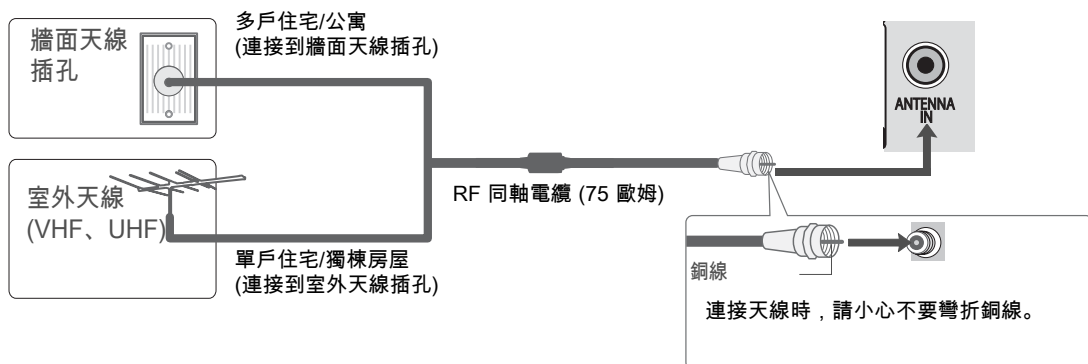 多戶住宅/公寓
(連接到牆面天線插孔)
牆面天線
插孔
ANTENNA
IN
RF 同軸電纜 (75 歐姆)
室外天線
(VHF、UHF)
單戶住宅/獨棟房屋
(連接到室外天線插孔)
銅線
連接天線時，請小心不要彎折銅線。